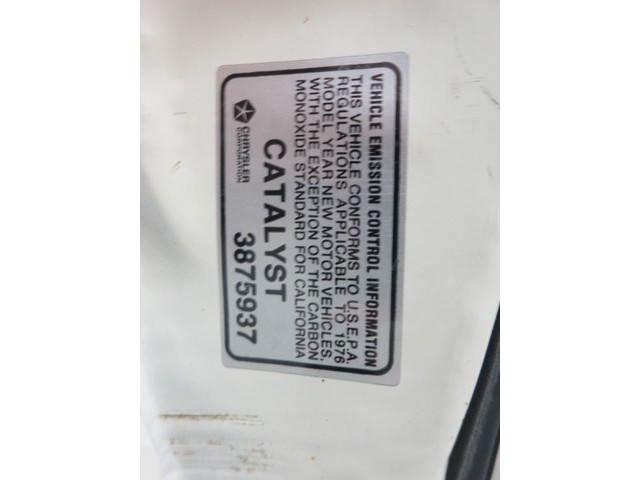 VEHICLE EMISSION CONTROL INFORMATION
THIS VEHICLE CONFORMS TO U.S.E.P.A.
REGULATIONS APPLICABLE TO 1976
MODEL YEAR NEW MOTOR VEHICLES,
WITH THE EXCEPTION OF THE CARBON
MONOXIDE STANDARD FOR CALIFORNIA
CATALYST
CHRYSLER
CORPORATION
3875937